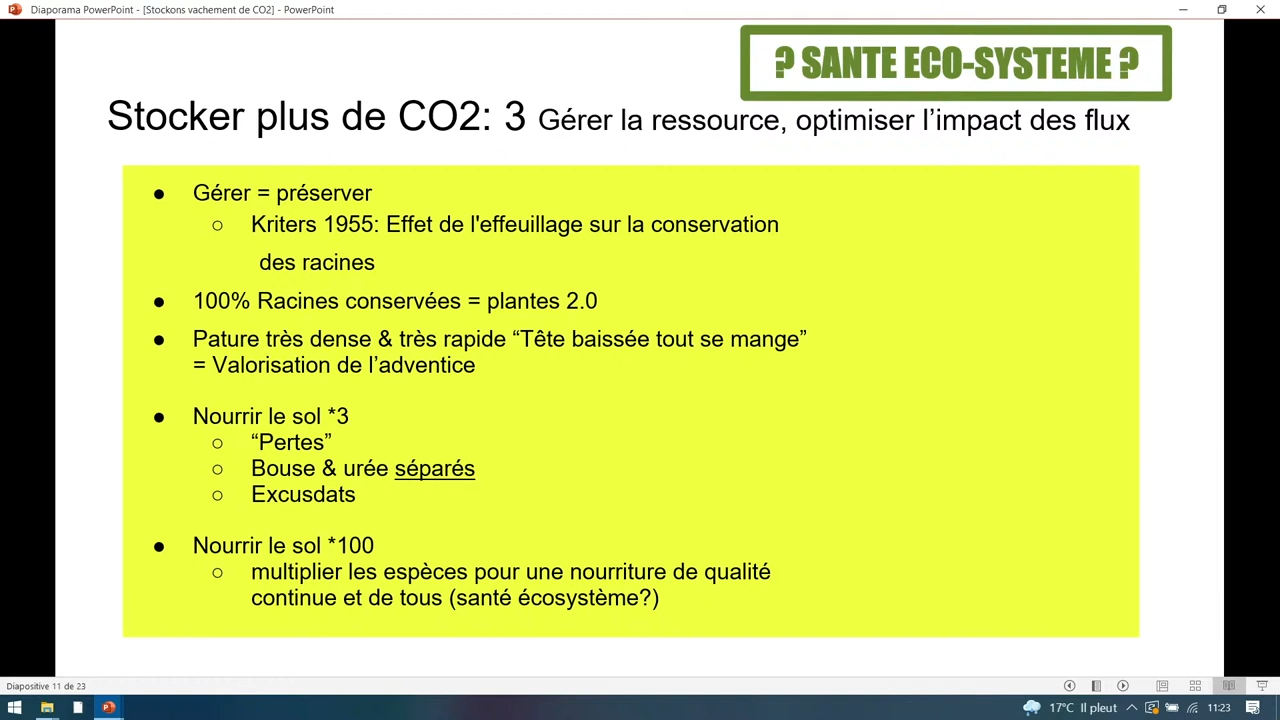 Diaporama PowerPoint - [Stockons vachement de CO2] - PowerPoint
? SANTE ECO-SYSTEME ?
Stocker plus de CO2: 3 Gérer la ressource, optimiser l’impact des flux
● Gérer = préserver
○ Kriters 1955: Effet de l'effeuillage sur la conservation
des racines
● 100% Racines conservées = plantes 2.0
● Pature très dense & très rapide “Tête baissée tout se mange”
= Valorisation de l’adventice
● Nourrir le sol *3
○ “Pertes”
○ Bouse & urée séparés
○ Excusdats
● Nourrir le sol *100
○ multiplier les espèces pour une nourriture de qualité
continue et de tous (santé écosystème?)
Diapositive 11 de 23
17°C Il pleut 11:23